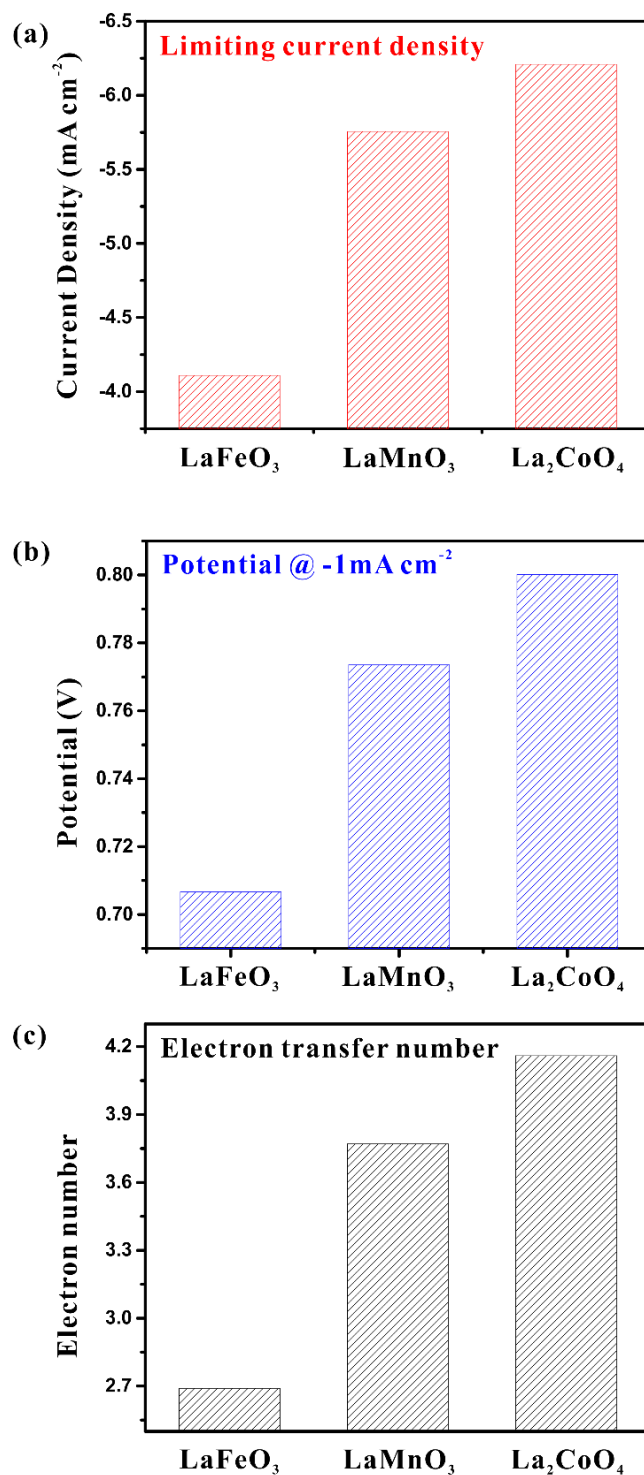 (a)
Limiting current density
Current Density (mA cm⁻²)
-6.5
-6.0
-5.5
-5.0
-4.5
-4.0
LaFeO₃ LaMnO₃ La₂CoO₄
(b)
Potential @ -1mA cm⁻²
Potential (V)
0.80
0.78
0.76
0.74
0.72
0.70
LaFeO₃ LaMnO₃ La₂CoO₄
(c)
Electron transfer number
Electron number
4.2
3.9
3.6
3.3
3.0
2.7
LaFeO₃ LaMnO₃ La₂CoO₄